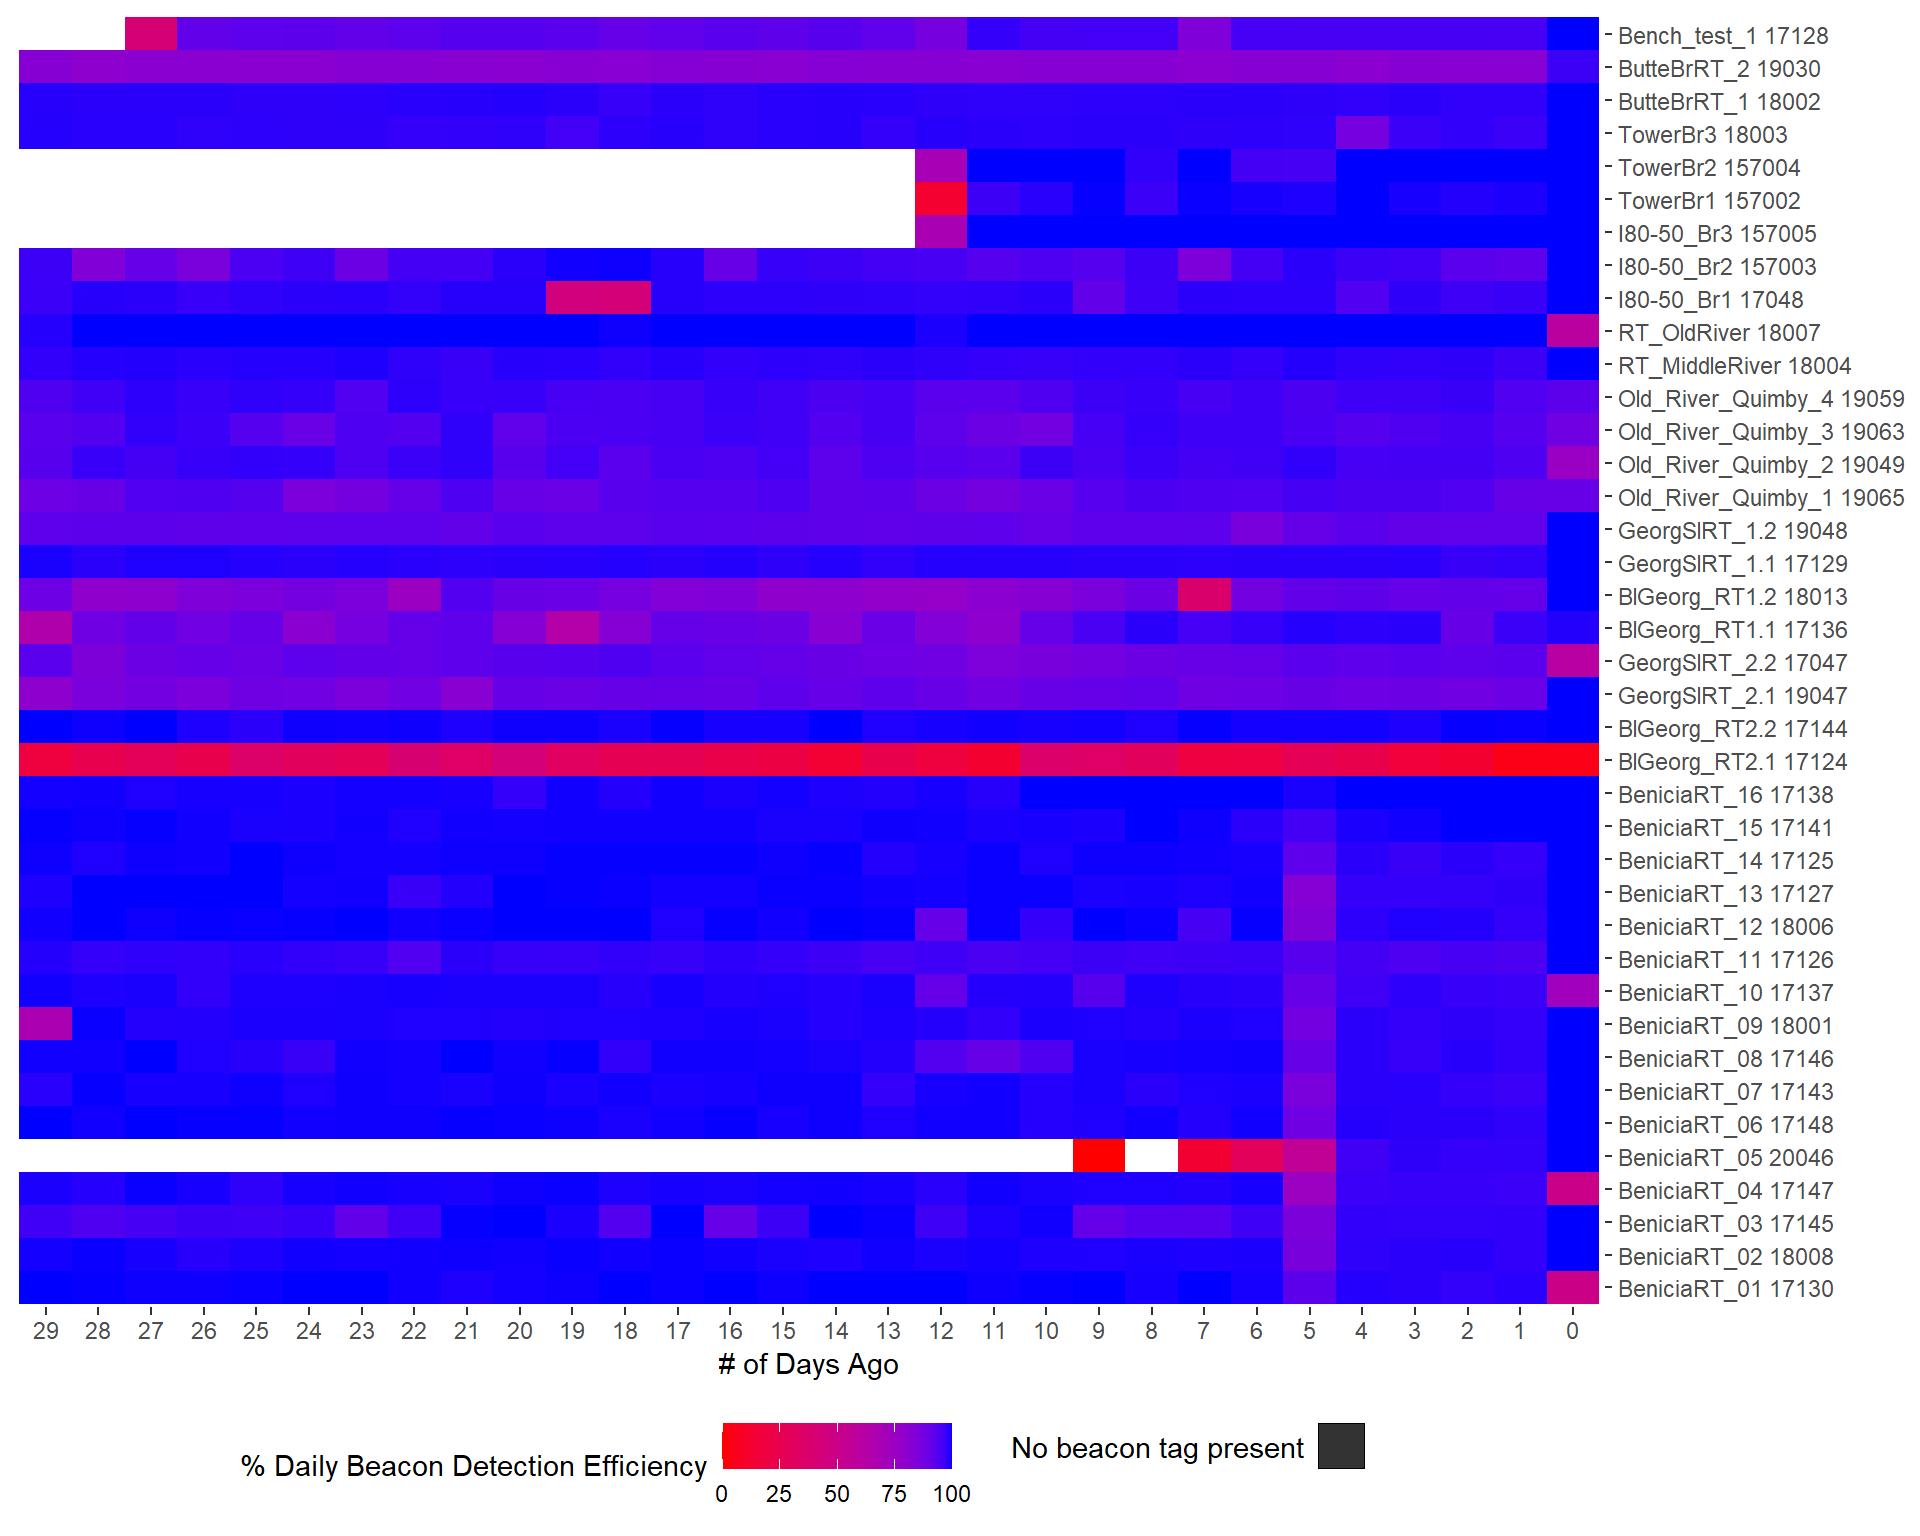 Bench_test_1 17128
ButteBrRT_2 19030
ButteBrRT_1 18002
TowerBr3 18003
TowerBr2 157004
TowerBr1 157002
I80-50_Br3 157005
I80-50_Br2 157003
I80-50_Br1 17048
RT_OldRiver 18007
RT_MiddleRiver 18004
Old_River_Quimby_4 19059
Old_River_Quimby_3 19063
Old_River_Quimby_2 19049
Old_River_Quimby_1 19065
GeorgSlRT_1.2 19048
GeorgSlRT_1.1 17129
BlGeorg_RT1.2 18013
BlGeorg_RT1.1 17136
GeorgSlRT_2.2 17047
GeorgSlRT_2.1 19047
BlGeorg_RT2.2 17144
BlGeorg_RT2.1 17124
BeniciaRT_16 17138
BeniciaRT_15 17141
BeniciaRT_14 17125
BeniciaRT_13 17127
BeniciaRT_12 18006
BeniciaRT_11 17126
BeniciaRT_10 17137
BeniciaRT_09 18001
BeniciaRT_08 17146
BeniciaRT_07 17143
BeniciaRT_06 17148
BeniciaRT_05 20046
BeniciaRT_04 17147
BeniciaRT_03 17145
BeniciaRT_02 18008
BeniciaRT_01 17130
29 28 27 26 25 24 23 22 21 20 19 18 17 16 15 14 13 12 11 10 9 8 7 6 5 4 3 2 1 0
# of Days Ago
% Daily Beacon Detection Efficiency
0 25 50 75 100
No beacon tag present